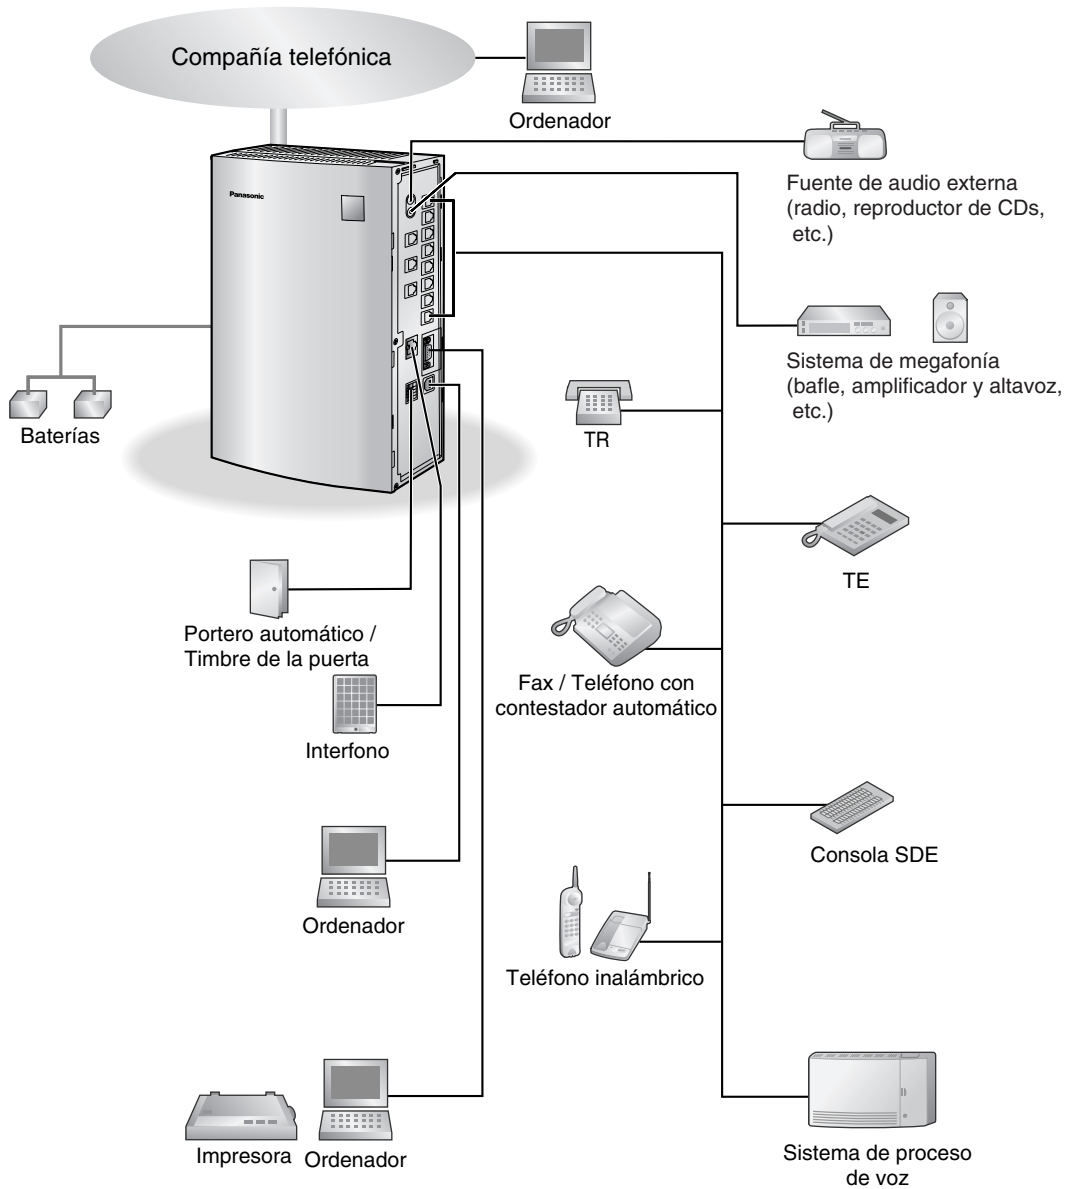 Compañía telefónica
Ordenador
Panasonic
Fuente de audio externa
(radio, reproductor de CDs,
etc.)
Sistema de megafonía
(bafle, amplificador y altavoz,
etc.)
Baterías
TR
TE
Portero automático /
Timbre de la puerta
Fax / Teléfono con
contestador automático
Interfono
Consola SDE
Ordenador
Teléfono inalámbrico
Impresora
Ordenador
Sistema de proceso
de voz